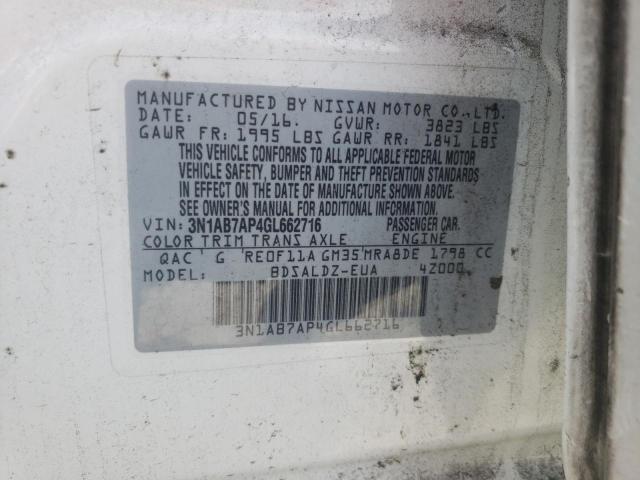 MANUFACTURED BY NISSAN MOTOR CO., LTD.
DATE: 05/16. GVWR: 3823 LBS
GAWR FR: 1995 LBS GAWR RR: 1841 LBS
THIS VEHICLE CONFORMS TO ALL APPLICABLE FEDERAL MOTOR
VEHICLE SAFETY, BUMPER AND THEFT PREVENTION STANDARDS
IN EFFECT ON THE DATE OF MANUFACTURE SHOWN ABOVE.
SEE OWNER'S MANUAL FOR ADDITIONAL INFORMATION.
VIN: 3N1AB7AP4GL662716 PASSENGER CAR.
COLOR TRIM TRANS AXLE ENGINE
QAC G RE0F11A GM35 MRA8DE 1798 CC
MODEL: BDSALDZ-EUA 4Z000
3N1AB7AP4GL662716